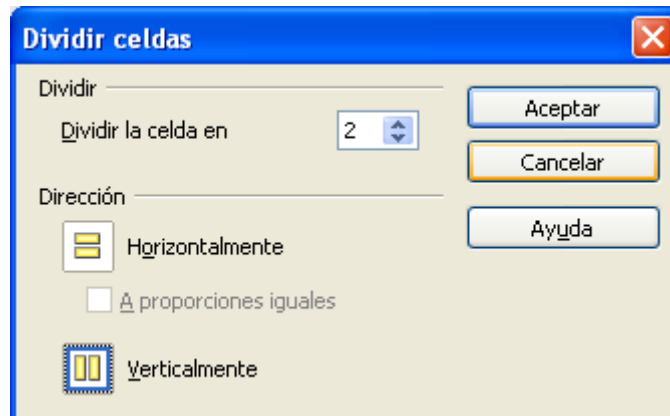 Dividir celdas
Dividir
Dividir la celda en 2
Aceptar
Cancelar
Dirección
Horizontalmente
Ayuda
A proporciones iguales
Verticalmente